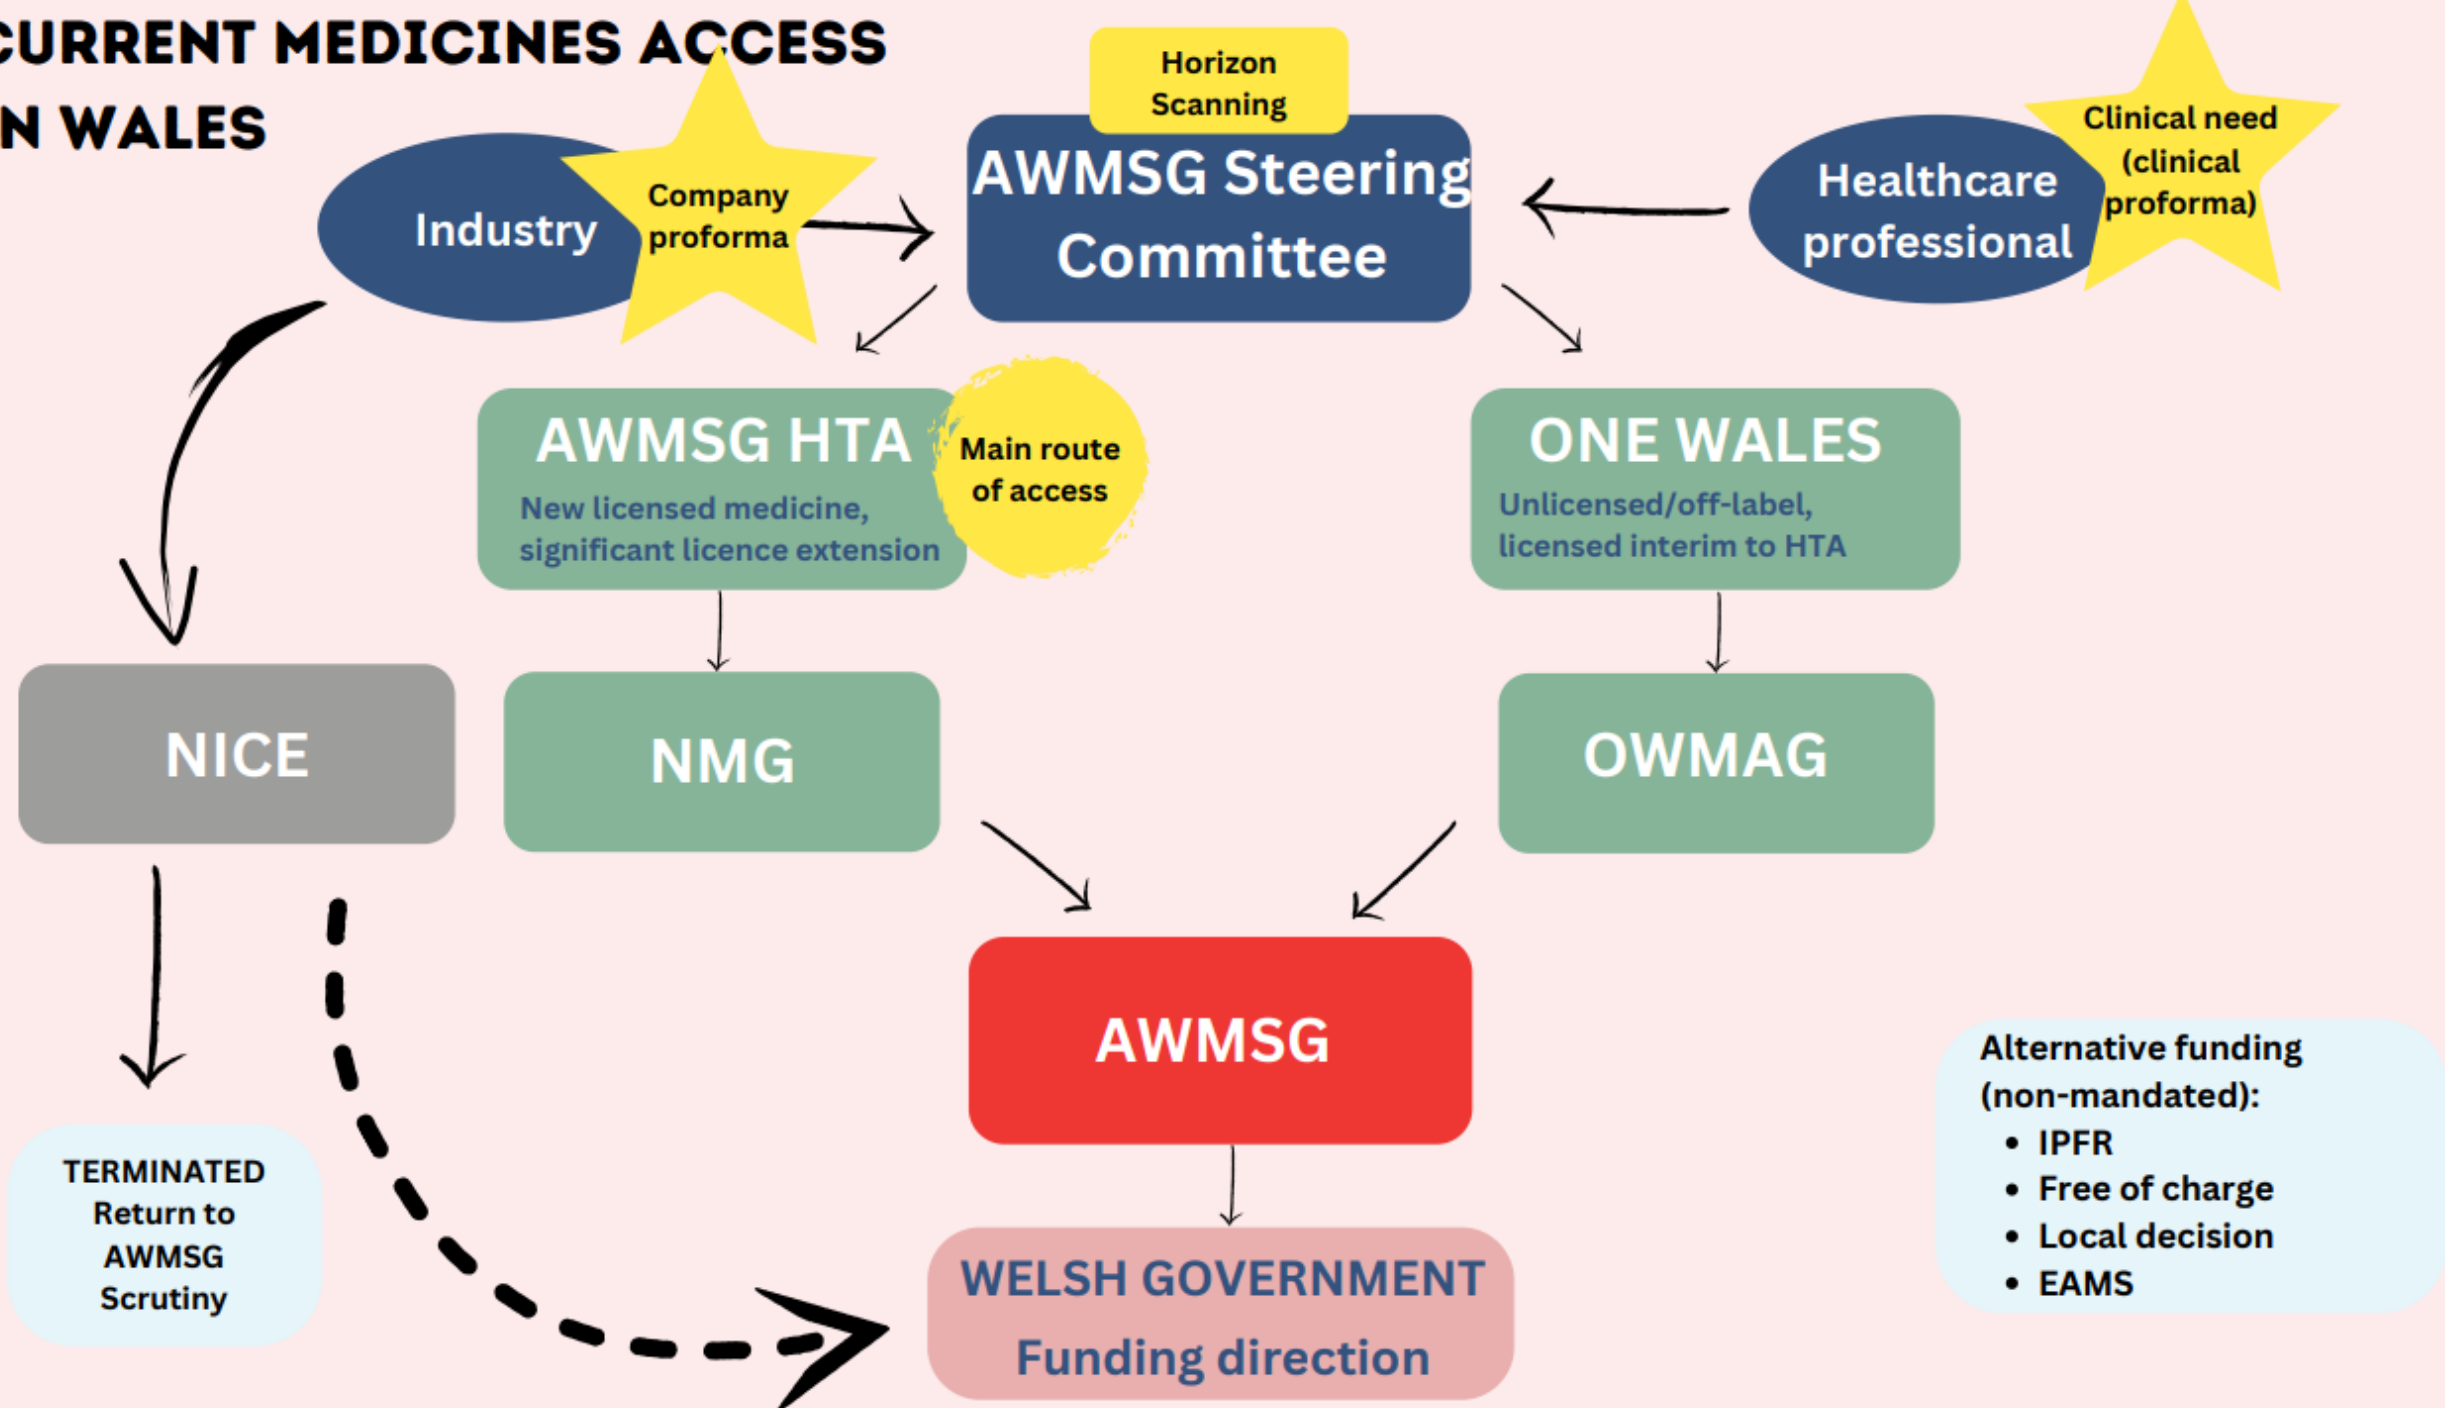 CURRENT MEDICINES ACCESS
N WALES
Horizon
Scanning
AWMSG Steering
Committee
Industry
Company
proforma
Healthcare
professional
Clinical need
(clinical
proforma)
AWMSG HTA
New licensed medicine,
significant licence extension
Main route
of access
ONE WALES
Unlicensed/off-label,
licensed interim to HTA
NICE
NMG
OWMAG
AWMSG
TERMINATED
Return to
AWMSG
Scrutiny
WELSH GOVERNMENT
Funding direction
Alternative funding
(non-mandated):
• IPFR
• Free of charge
• Local decision
• EAMS